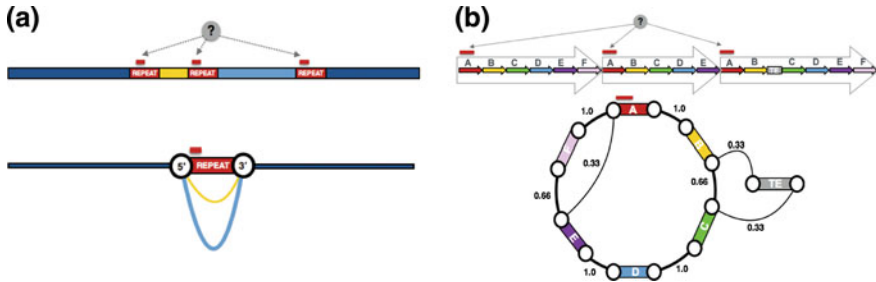 (a)
?
REPEAT REPEAT REPEAT
5' REPEAT 3'
(b)
?
A B C D E F A B C D E A B C D E F
1.0 A 1.0
0.33 0.33
0.66 0.66 TE
E C 0.33
1.0 D 1.0